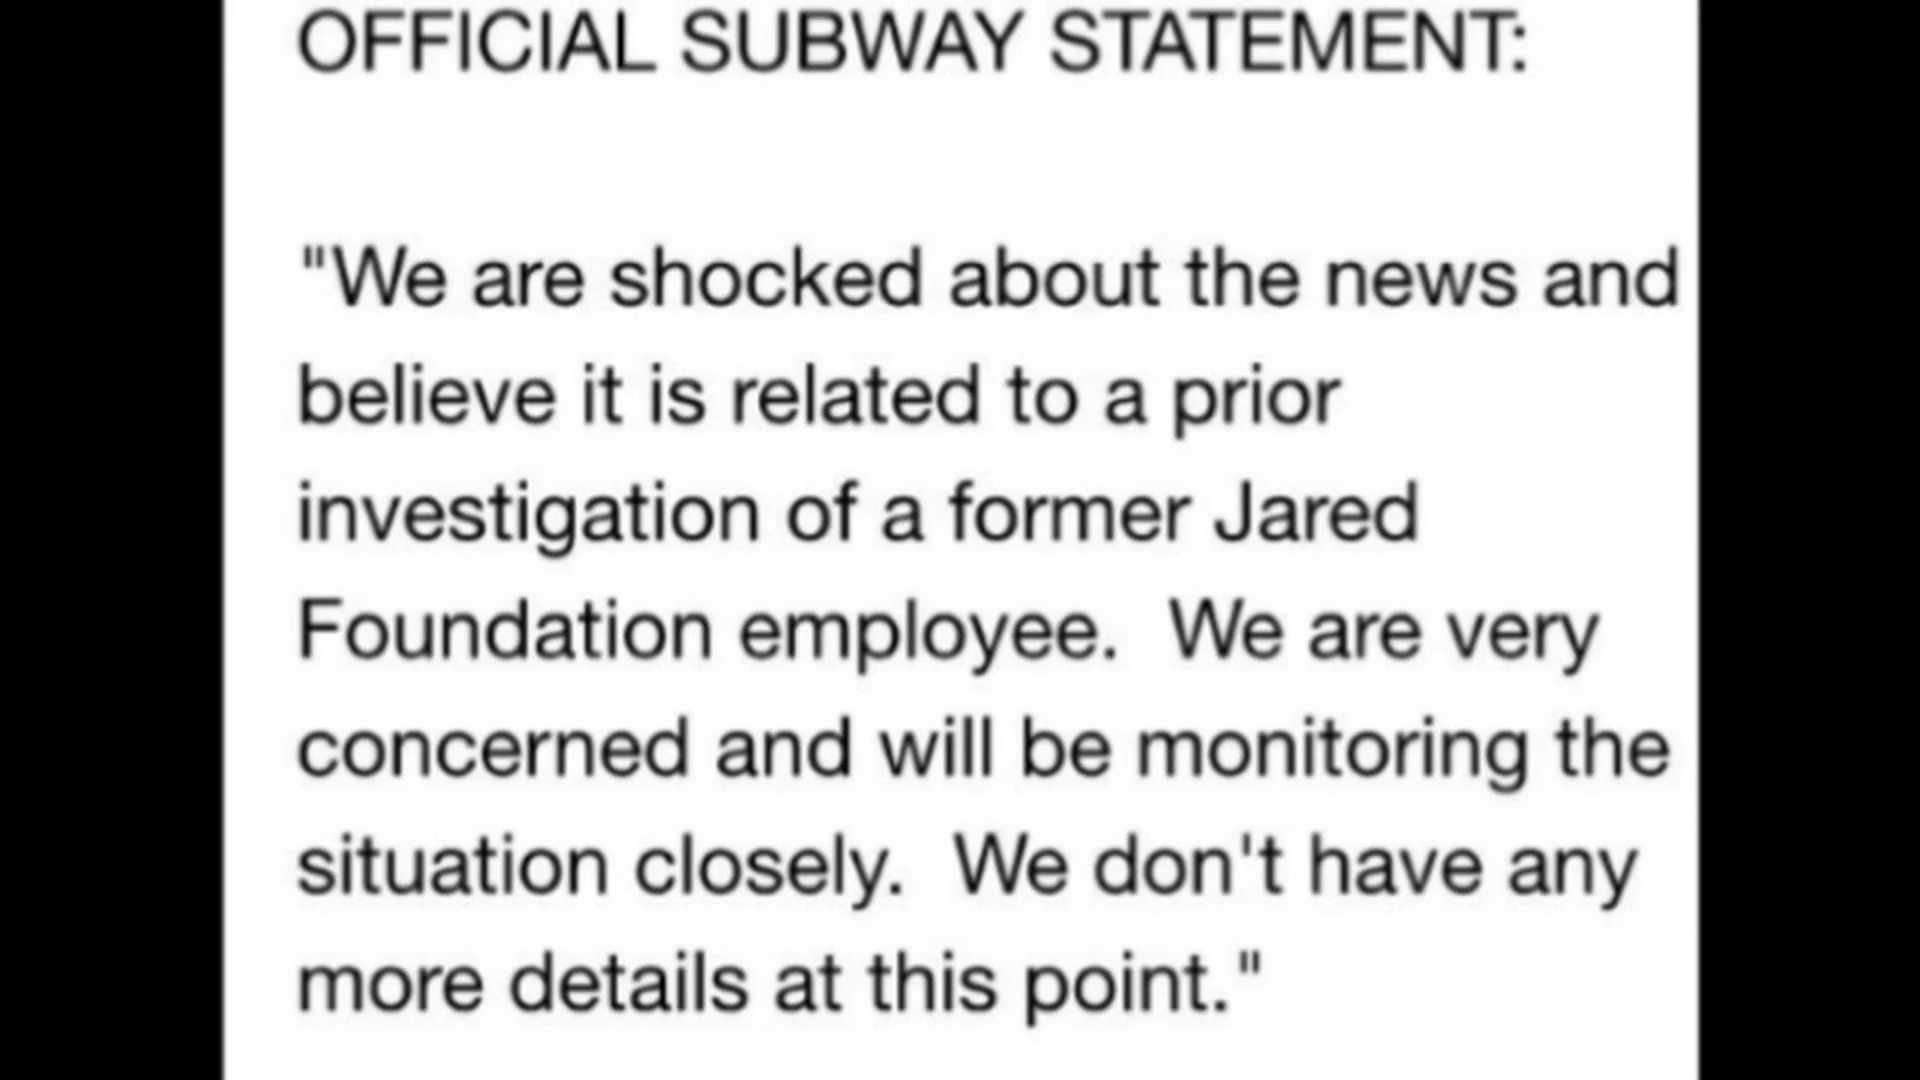 OFFICIAL SUBWAY STATEMENT:
"We are shocked about the news and
believe it is related to a prior
investigation of a former Jared
Foundation employee.  We are very
concerned and will be monitoring the
situation closely.  We don't have any
more details at this point."